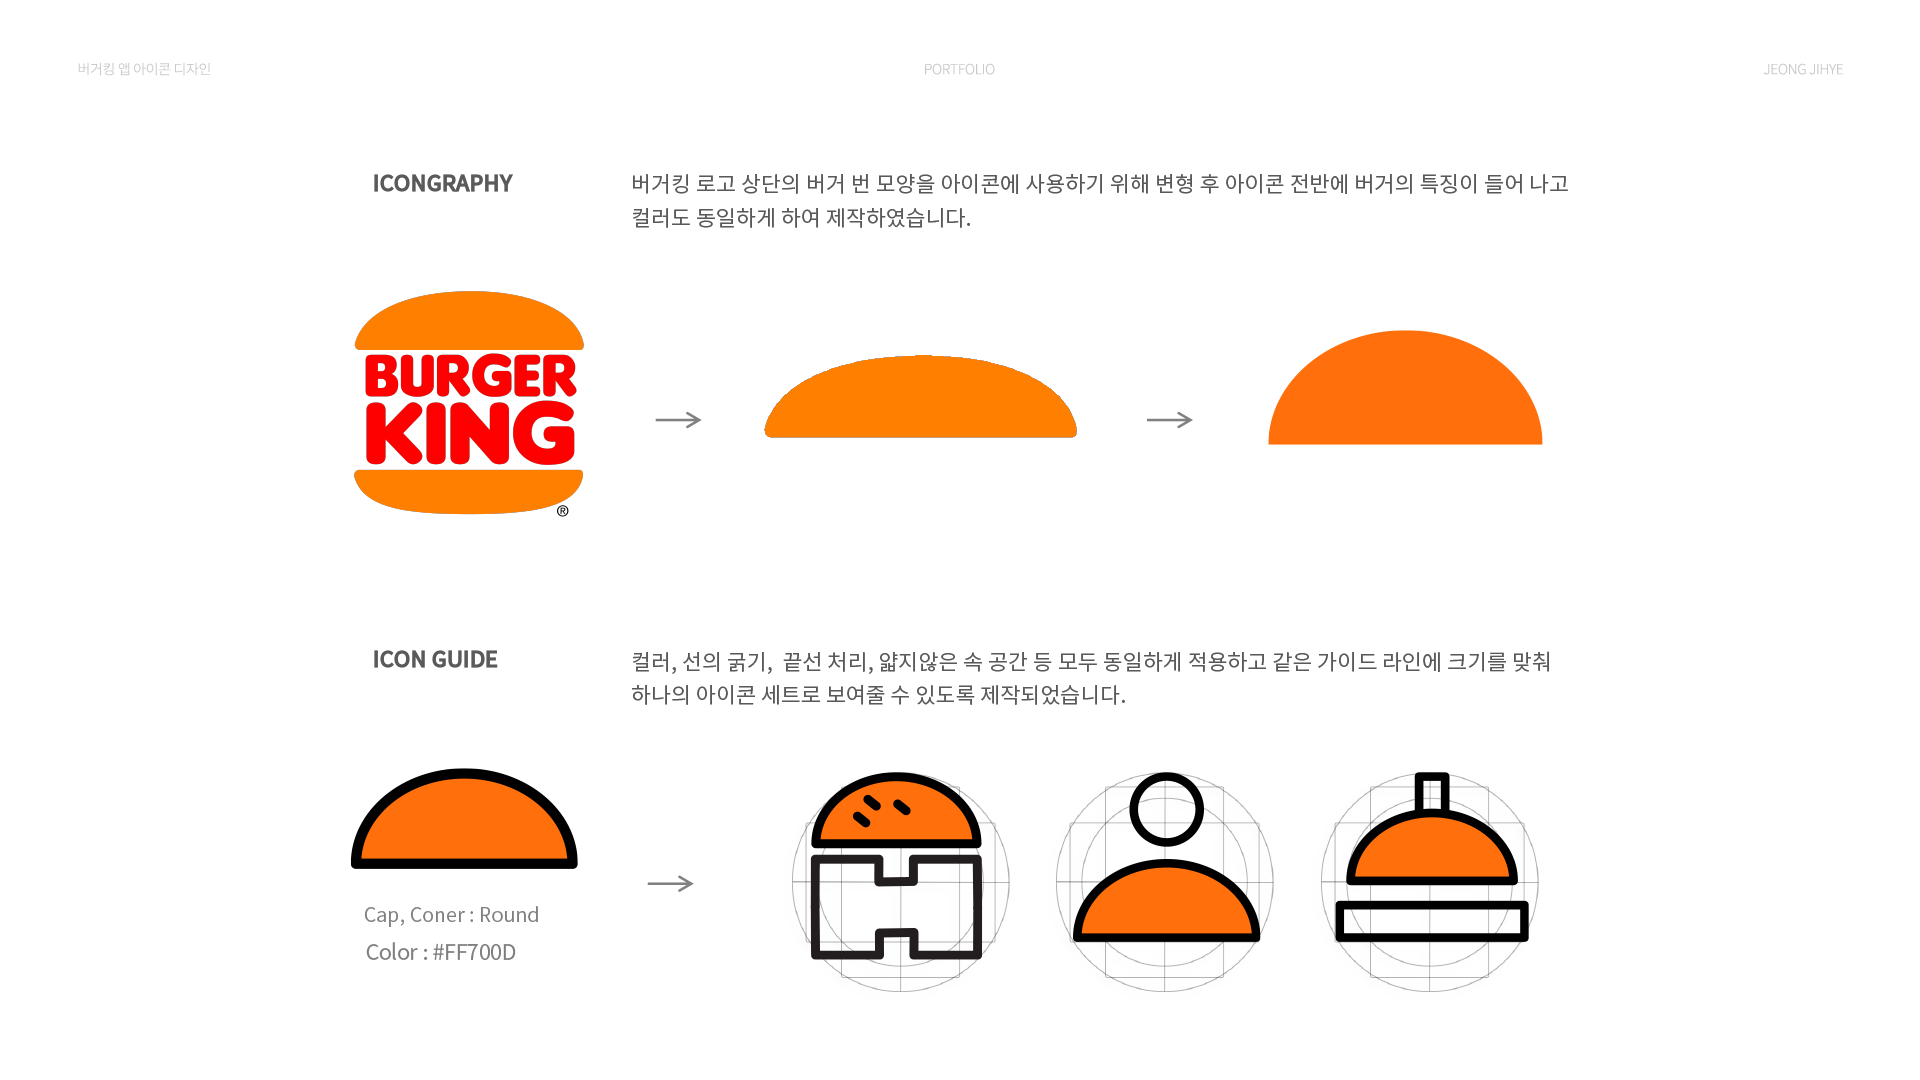 버거킹 앱 아이콘 디자인
PORTFOLIO
JEONG JIHYE
ICONGRAPHY
버거킹 로고 상단의 버거 번 모양을 아이콘에 사용하기 위해 변형 후 아이콘 전반에 버거의 특징이 들어 나고
컬러도 동일하게 하여 제작하였습니다.
BURGER
KING
®
ICON GUIDE
컬러, 선의 굵기,  끝선 처리, 얇지않은 속 공간 등 모두 동일하게 적용하고 같은 가이드 라인에 크기를 맞춰
하나의 아이콘 세트로 보여줄 수 있도록 제작되었습니다.
Cap, Coner : Round
Color : #FF700D